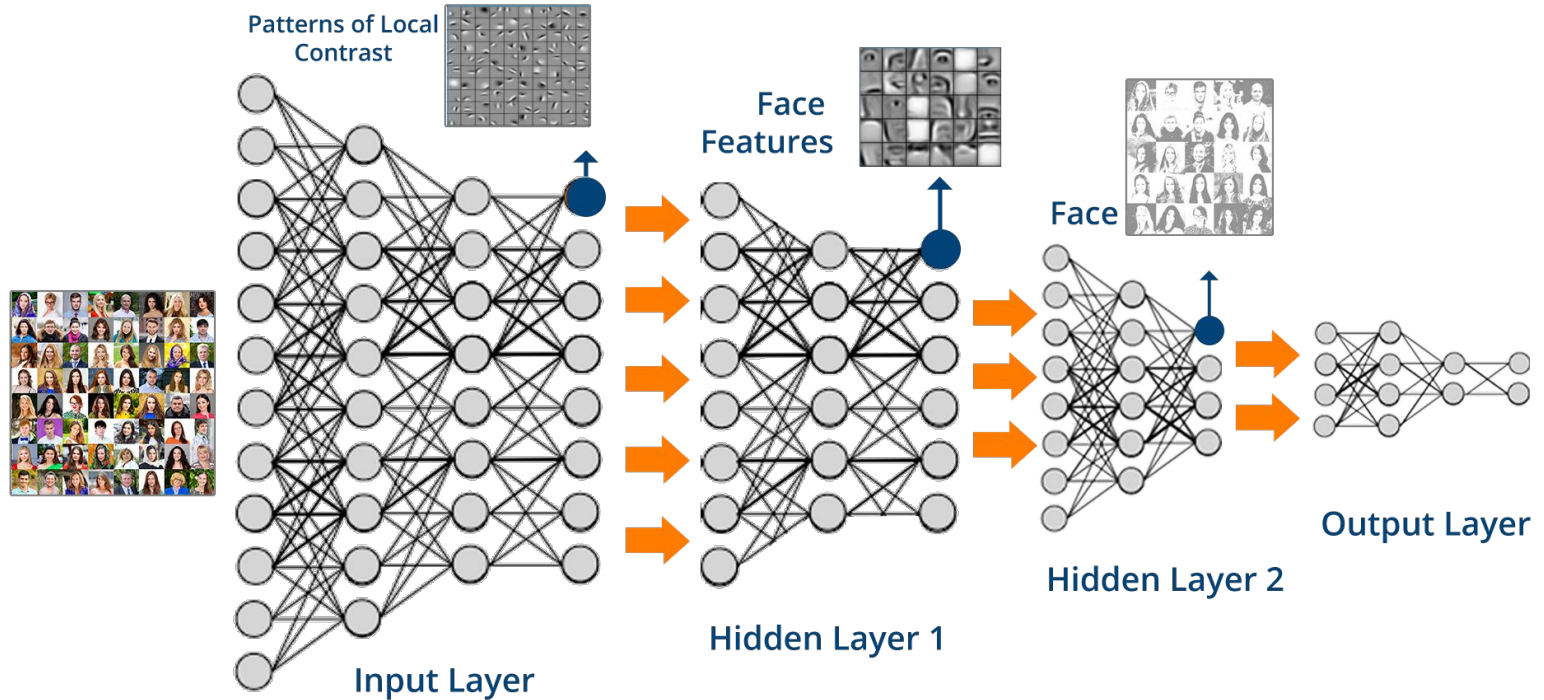 Patterns of Local
Contrast
Face
Features
Face
Output Layer
Hidden Layer 2
Hidden Layer 1
Input Layer